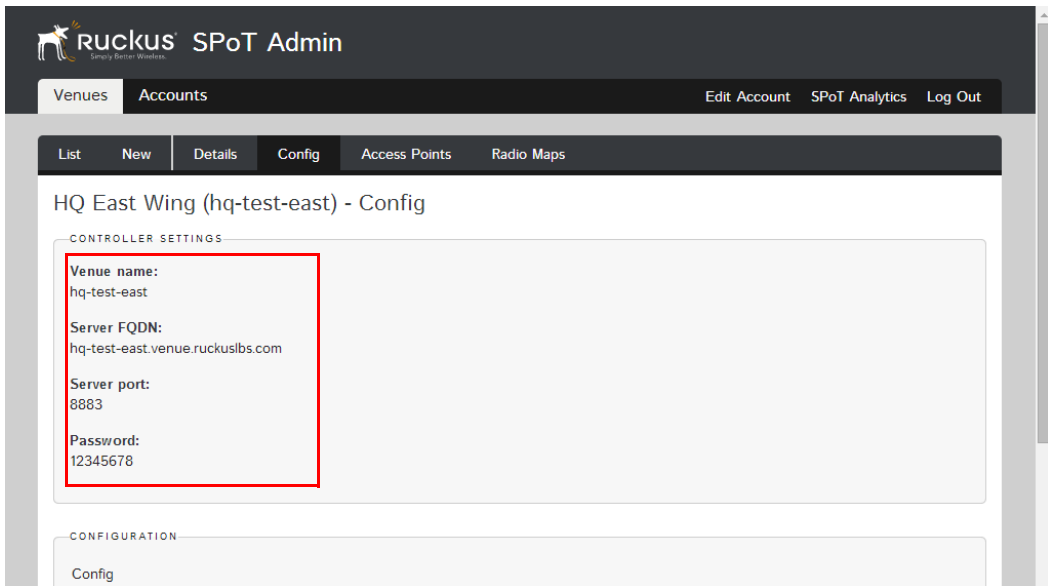 Ruckus SPoT Admin
Simply Better Wireless.
Venues Accounts Edit Account SPoT Analytics Log Out
List New Details Config Access Points Radio Maps
HQ East Wing (hq-test-east) - Config
CONTROLLER SETTINGS
Venue name:
hq-test-east
Server FQDN:
hq-test-east.venue.ruckuslbs.com
Server port:
8883
Password:
12345678
CONFIGURATION
Config